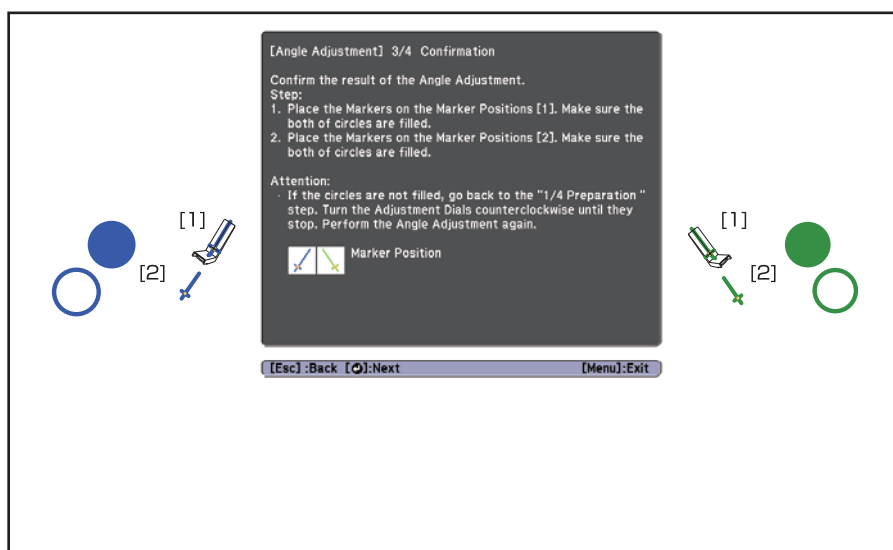 [Angle Adjustment] 3/4 Confirmation
Confirm the result of the Angle Adjustment.
Step:
1. Place the Markers on the Marker Positions [1]. Make sure the
both of circles are filled.
2. Place the Markers on the Marker Positions [2]. Make sure the
both of circles are filled.
Attention:
· If the circles are not filled, go back to the "1/4 Preparation "
step. Turn the Adjustment Dials counterclockwise until they
stop. Perform the Angle Adjustment again.
Marker Position
[1]
[2]
[1]
[2]
[Esc] :Back [⏎]:Next [Menu]:Exit